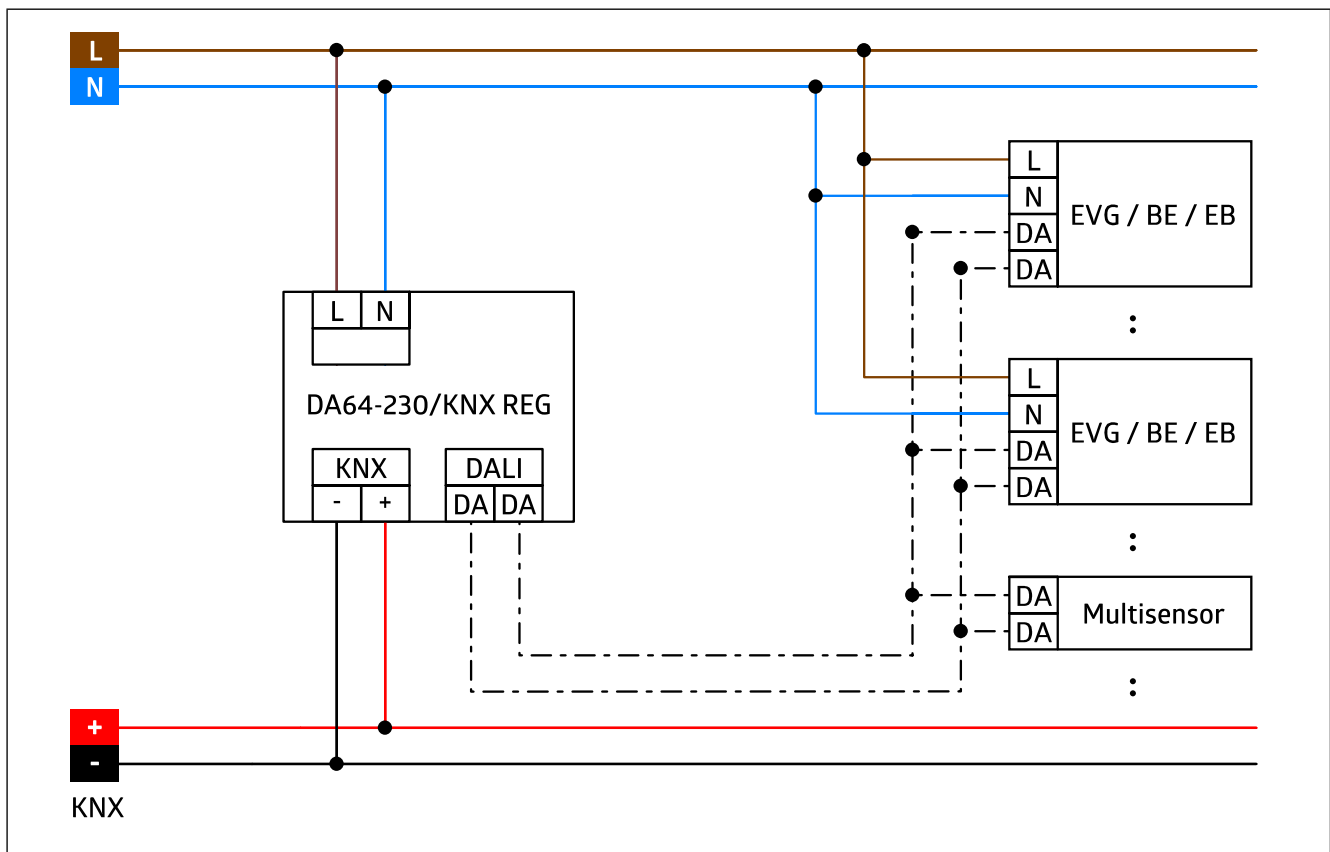 L
N
L
N
EVG / BE / EB
DA
DA
:
L N
DA64-230/KNX REG
KNX
- +
DALI
DA DA
L
N
EVG / BE / EB
DA
DA
:
DA
DA
Multisensor
:
+
-
KNX